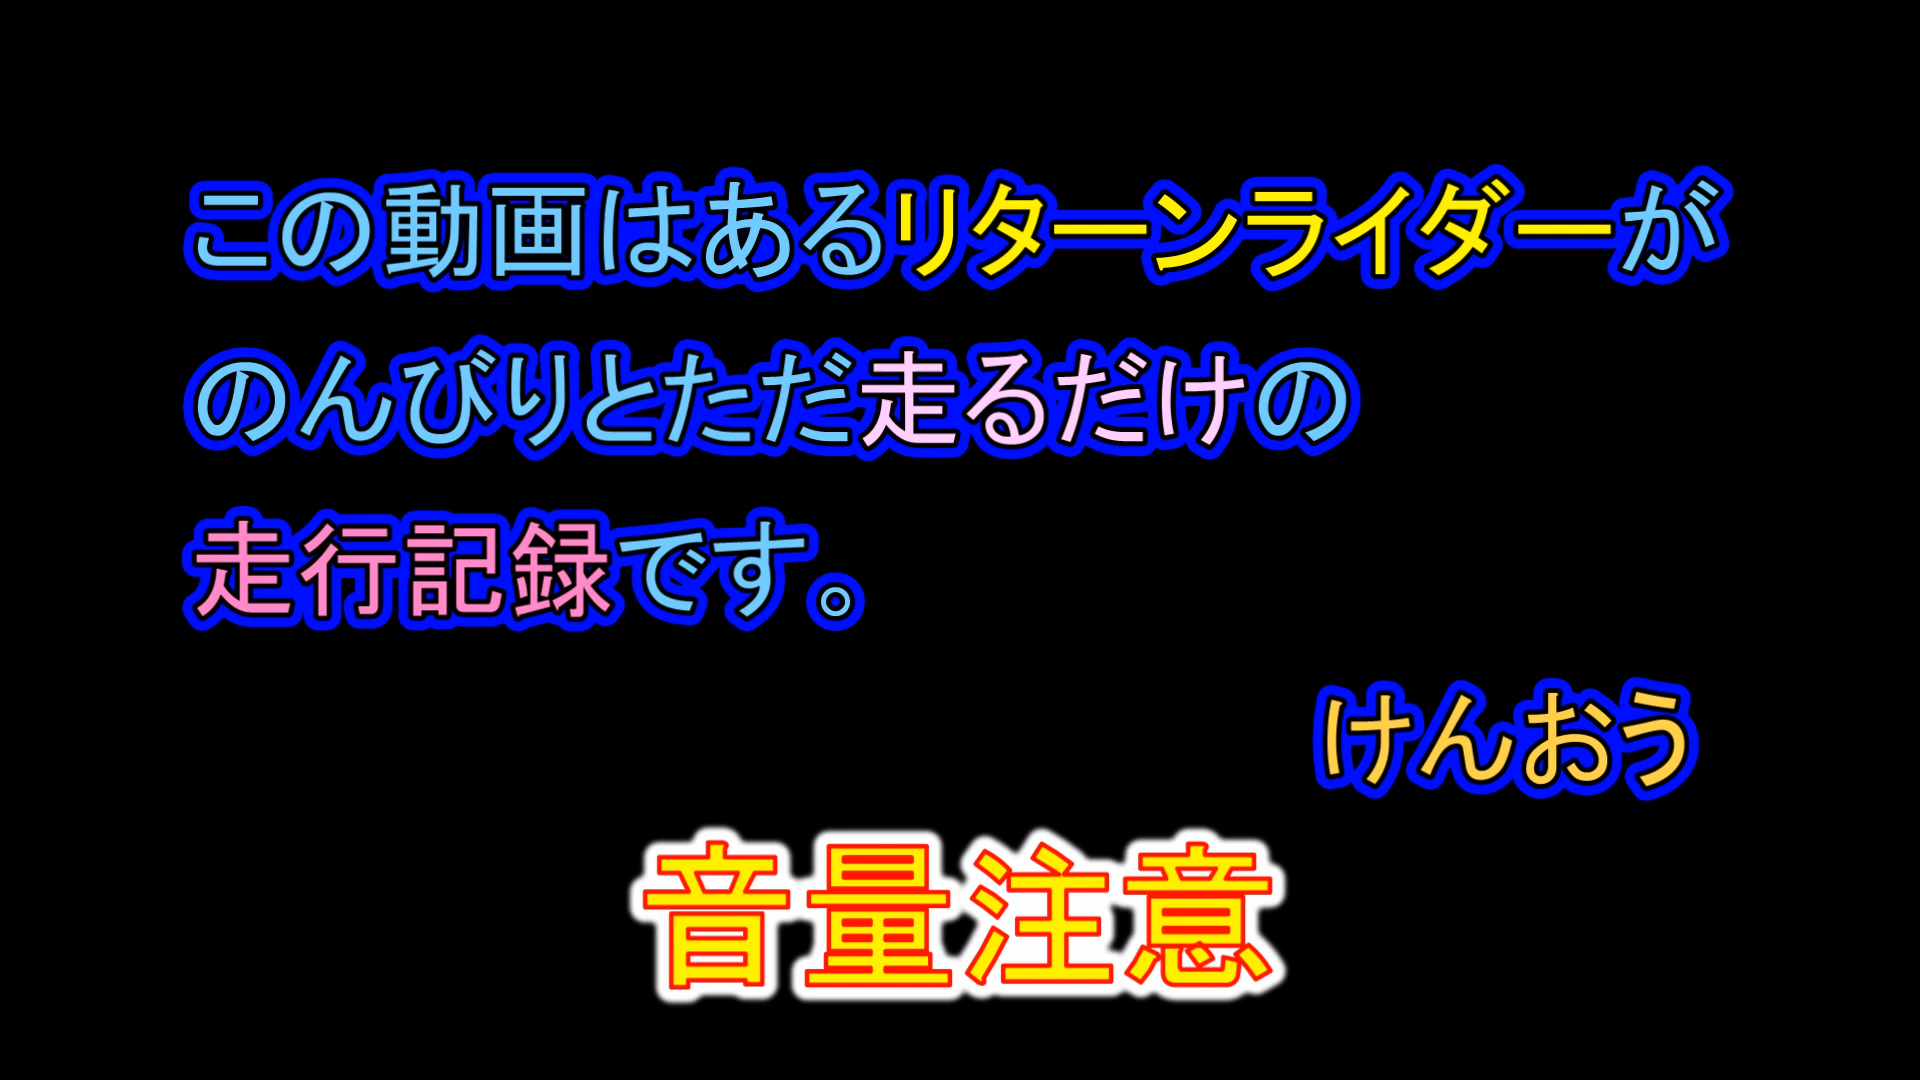 この動画はあるリターンライダーが
のんびりとただ走るだけの
走行記録です。
けんおう
音量注意